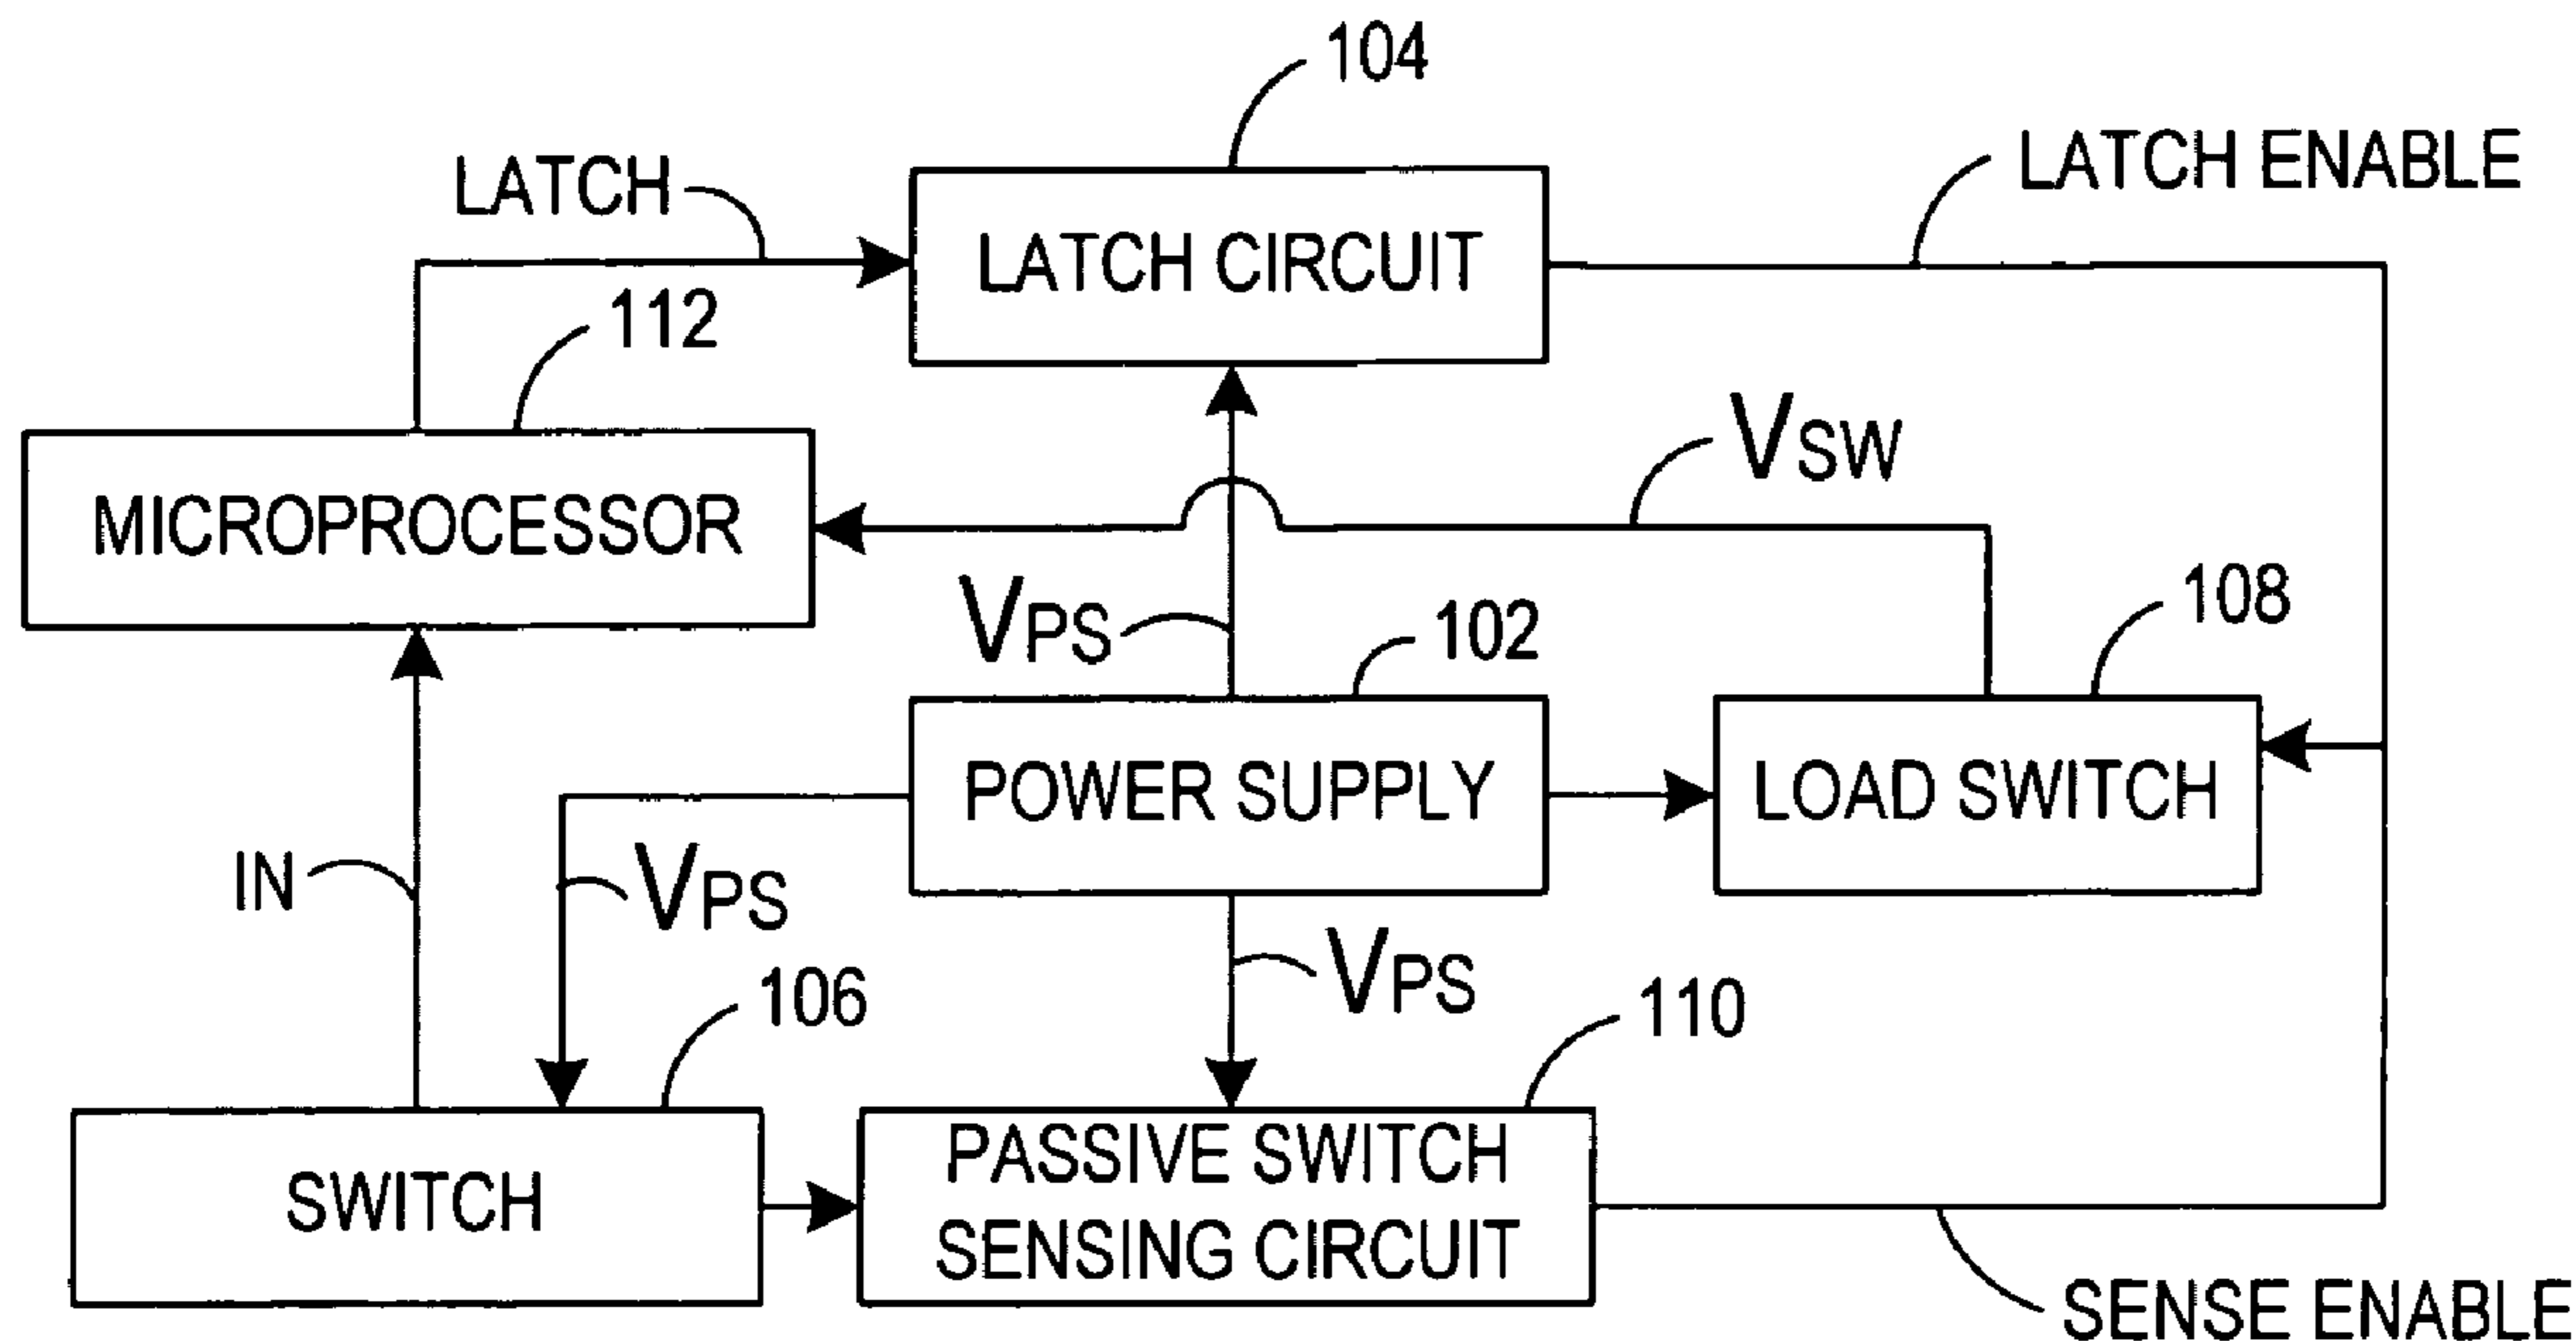 104
LATCH
LATCH ENABLE
LATCH CIRCUIT
112
VSW
MICROPROCESSOR
VPS
102
108
POWER SUPPLY
LOAD SWITCH
IN
VPS
VPS
106
110
PASSIVE SWITCH
SENSING CIRCUIT
SWITCH
SENSE ENABLE